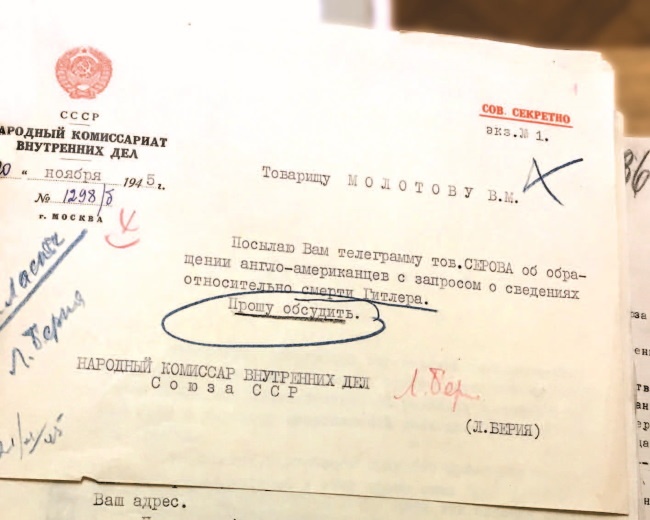 СССР
АРОДНЫЙ КОМИССАРИАТ
ВНУТРЕННИХ ДЕЛ
20 " ноября 1945 г.
№ 1298/б
г. МОСКВА
СОВ. СЕКРЕТНО
экз.№ 1.
Товарищу МОЛОТОВУ В.М.
Посылаю Вам телеграмму тов.СЕРОВА об обра-
щении англо-американцев с запросом о сведениях
относительно смерти Гитлера.
Прошу обсудить.
Л. Берия
НАРОДНЫЙ КОМИССАР ВНУТРЕННИХ ДЕЛ
Союза ССР
Л. Бер
(Л.БЕРИЯ)
Ваш адрес.